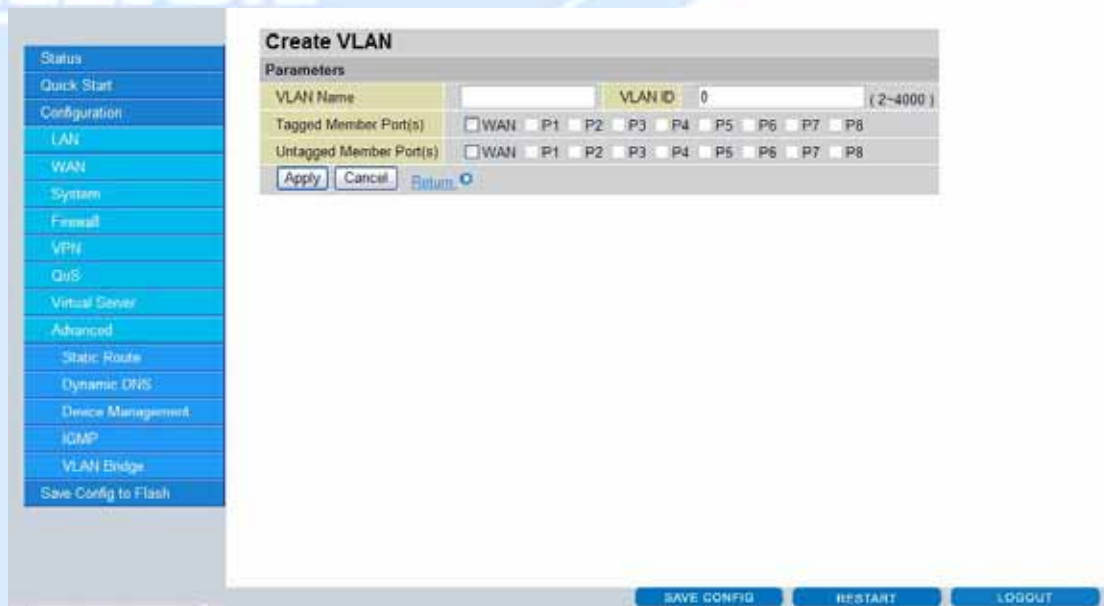 Status
Quick Start
Configuration
LAN
WAN
System
Firewall
VPN
QoS
Virtual Server
Advanced
Static Route
Dynamic DNS
Device Management
IGMP
VLAN Bridge
Save Config to Flash
Create VLAN
Parameters
VLAN Name VLAN ID 0 ( 2~4000 )
Tagged Member Port(s) WAN P1 P2 P3 P4 P5 P6 P7 P8
Untagged Member Port(s) WAN P1 P2 P3 P4 P5 P6 P7 P8
Apply Cancel Return
SAVE CONFIG RESTART LOGOUT